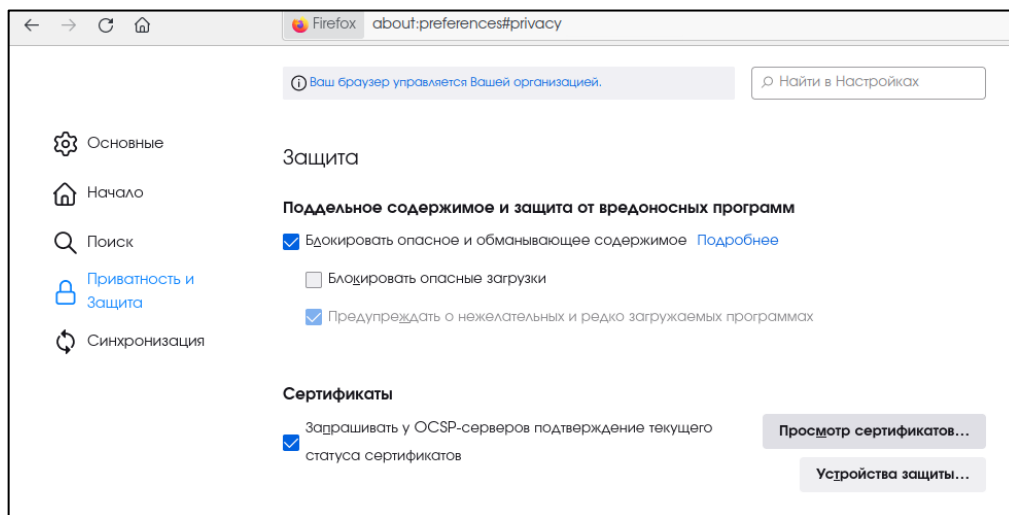 Firefox about:preferences#privacy
Ваш браузер управляется Вашей организацией.
Найти в Настройках
Основные
Начало
Поиск
Приватность и
Защита
Синхронизация
Защита
Поддельное содержимое и защита от вредоносных программ
Блокировать опасное и обманывающее содержимое Подробнее
Блокировать опасные загрузки
Предупреждать о нежелательных и редко загружаемых программах
Сертификаты
Запрашивать у OCSP-серверов подтверждение текущего
статуса сертификатов
Просмотр сертификатов...
Устройства защиты...